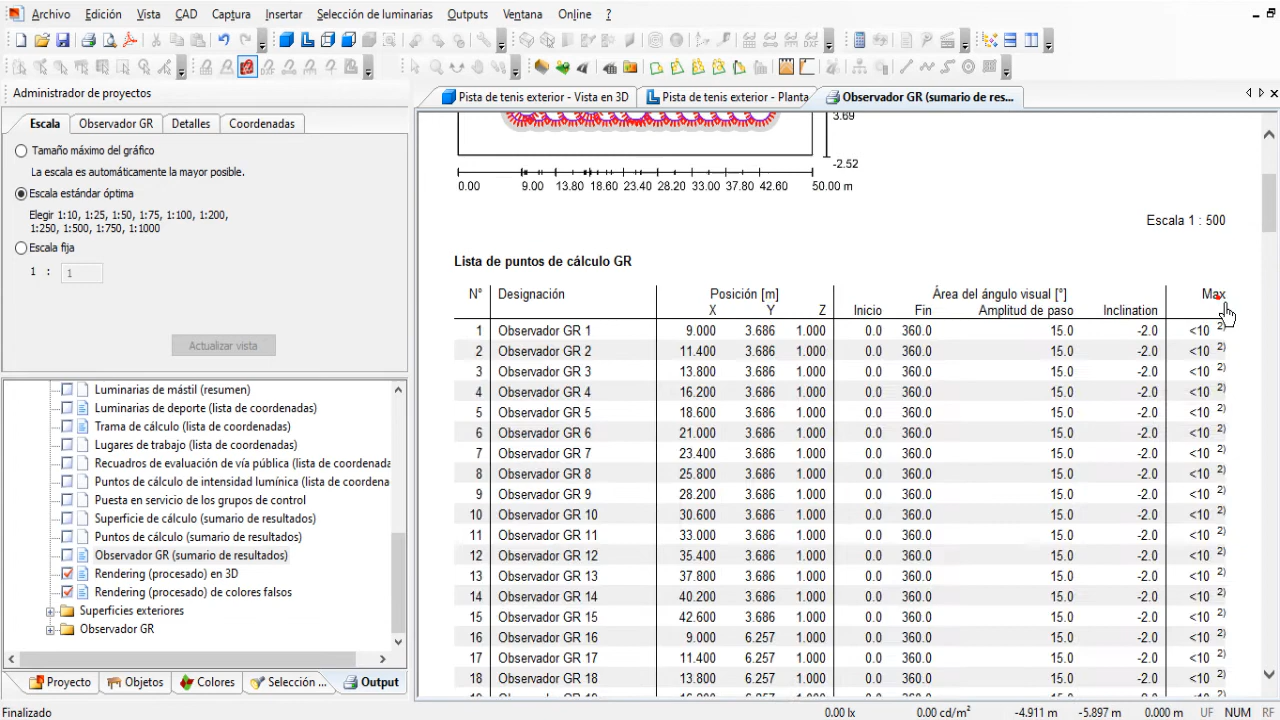 Archivo Edición Vista CAD Captura Insertar Selección de luminarias Outputs Ventana Online ?
Administrador de proyectos
Escala Observador GR Detalles Coordenadas
Tamaño máximo del gráfico
La escala es automáticamente la mayor posible.
Escala estándar óptima
Elegir 1:10, 1:25, 1:50, 1:75, 1:100, 1:200,
1:250, 1:500, 1:750, 1:1000
Escala fija
1 : 1
Actualizar vista
Luminarias de mástil (resumen)
Luminarias de deporte (lista de coordenadas)
Trama de cálculo (lista de coordenadas)
Lugares de trabajo (lista de coordenadas)
Recuadros de evaluación de vía pública (lista de coordenada
Puntos de cálculo de intensidad lumínica (lista de coordena
Puesta en servicio de los grupos de control
Superficie de cálculo (sumario de resultados)
Puntos de cálculo (sumario de resultados)
Observador GR (sumario de resultados)
Rendering (procesado) en 3D
Rendering (procesado) de colores falsos
Superficies exteriores
Observador GR
Proyecto Objetos Colores Selección ... Output
Pista de tenis exterior - Vista en 3D Pista de tenis exterior - Planta Observador GR (sumario de res...
3.69
-2.52
0.00 9.00 13.80 18.60 23.40 28.20 33.00 37.80 42.60 50.00 m
Escala 1 : 500
Lista de puntos de cálculo GR
N° Designación Posición [m] Área del ángulo visual [°] Max
X Y Z Inicio Fin Amplitud de paso Inclination
1 Observador GR 1 9.000 3.686 1.000 0.0 360.0 15.0 -2.0 <10 2)
2 Observador GR 2 11.400 3.686 1.000 0.0 360.0 15.0 -2.0 <10 2)
3 Observador GR 3 13.800 3.686 1.000 0.0 360.0 15.0 -2.0 <10 2)
4 Observador GR 4 16.200 3.686 1.000 0.0 360.0 15.0 -2.0 <10 2)
5 Observador GR 5 18.600 3.686 1.000 0.0 360.0 15.0 -2.0 <10 2)
6 Observador GR 6 21.000 3.686 1.000 0.0 360.0 15.0 -2.0 <10 2)
7 Observador GR 7 23.400 3.686 1.000 0.0 360.0 15.0 -2.0 <10 2)
8 Observador GR 8 25.800 3.686 1.000 0.0 360.0 15.0 -2.0 <10 2)
9 Observador GR 9 28.200 3.686 1.000 0.0 360.0 15.0 -2.0 <10 2)
10 Observador GR 10 30.600 3.686 1.000 0.0 360.0 15.0 -2.0 <10 2)
11 Observador GR 11 33.000 3.686 1.000 0.0 360.0 15.0 -2.0 <10 2)
12 Observador GR 12 35.400 3.686 1.000 0.0 360.0 15.0 -2.0 <10 2)
13 Observador GR 13 37.800 3.686 1.000 0.0 360.0 15.0 -2.0 <10 2)
14 Observador GR 14 40.200 3.686 1.000 0.0 360.0 15.0 -2.0 <10 2)
15 Observador GR 15 42.600 3.686 1.000 0.0 360.0 15.0 -2.0 <10 2)
16 Observador GR 16 9.000 6.257 1.000 0.0 360.0 15.0 -2.0 <10 2)
17 Observador GR 17 11.400 6.257 1.000 0.0 360.0 15.0 -2.0 <10 2)
18 Observador GR 18 13.800 6.257 1.000 0.0 360.0 15.0 -2.0 <10 2)
Finalizado 0.00 lx 0.00 cd/m² -4.911 m -5.897 m 0.000 m UF NUM RF